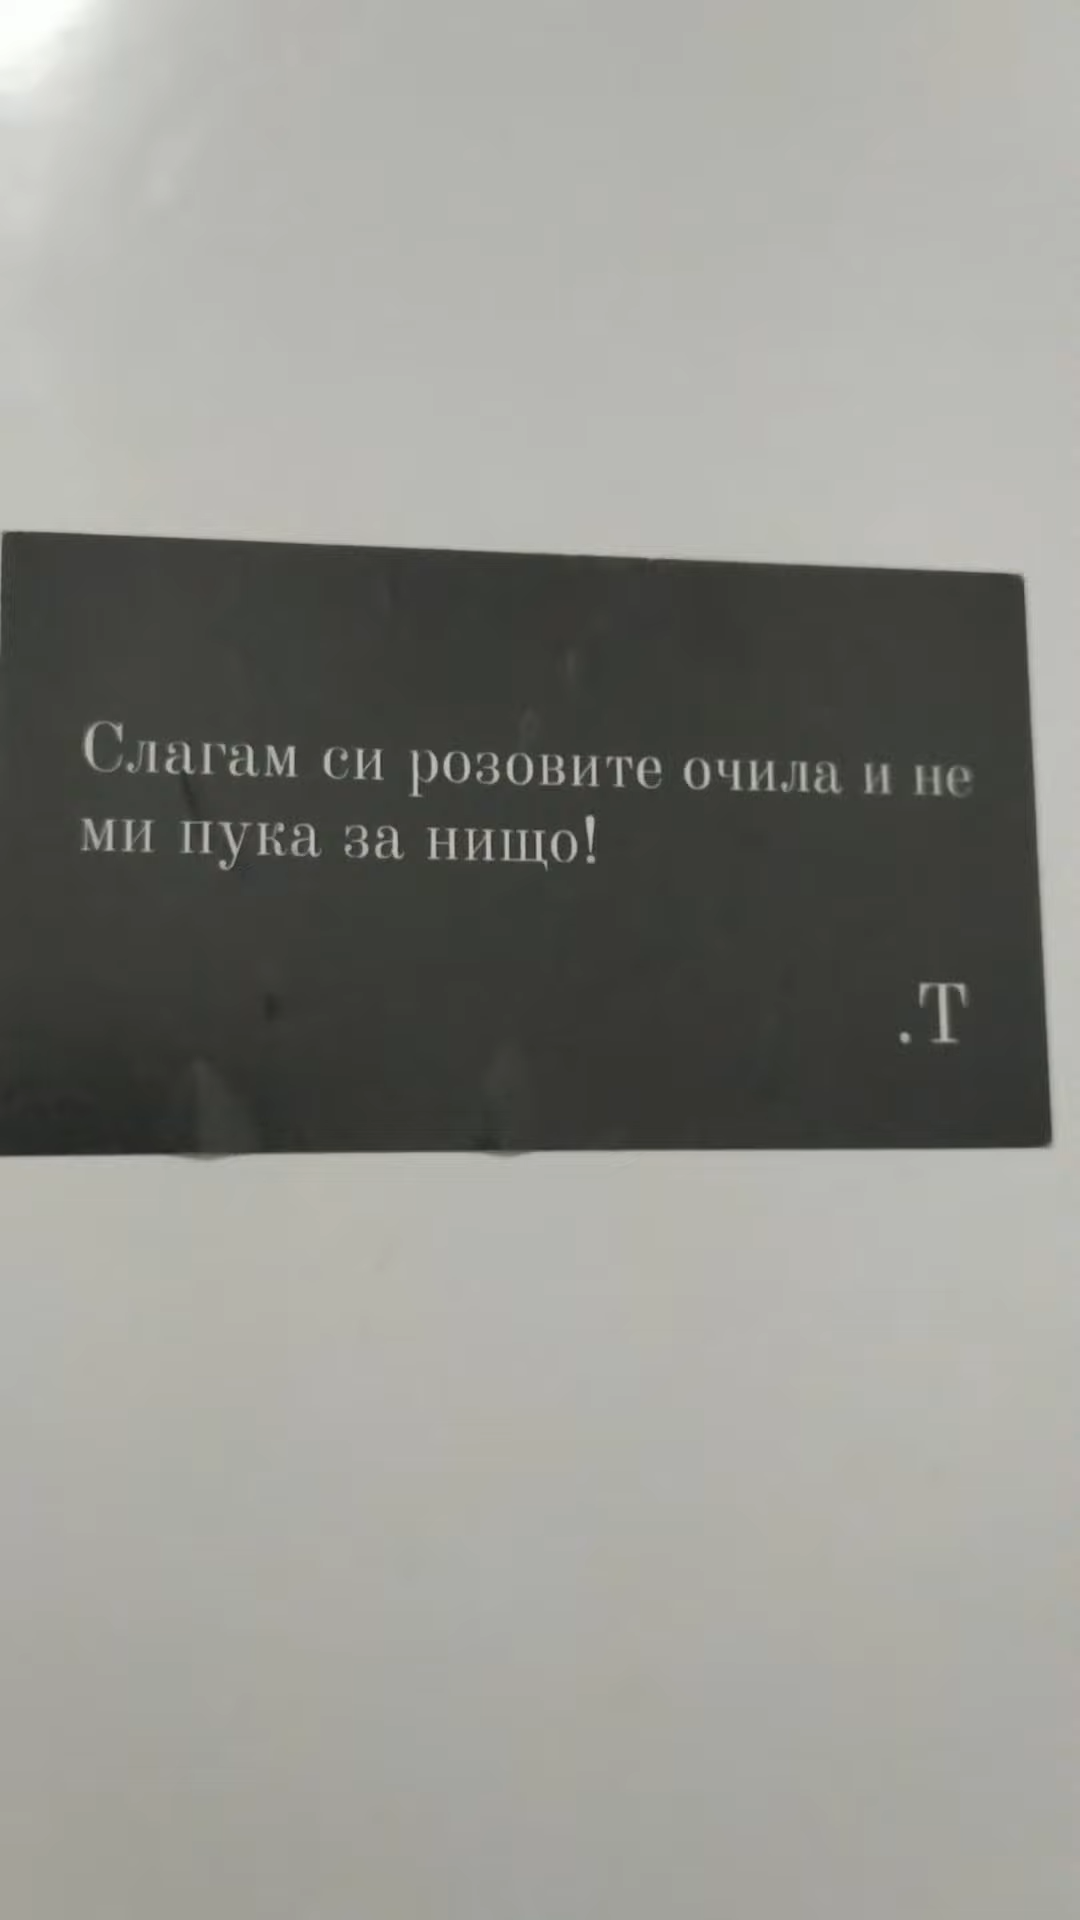 Слагам си розовите очила и не
ми пука за нищо!
.Т